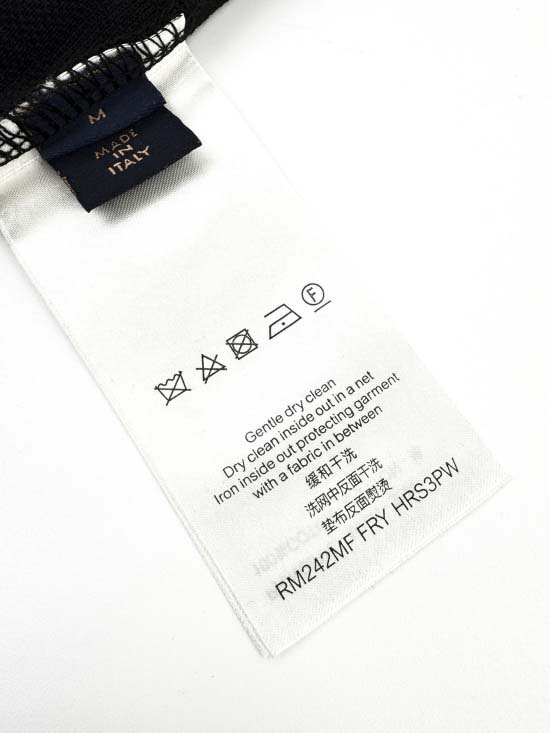 M
MADE
IN
ITALY
F
Gentle dry clean
Dry clean inside out in a net
Iron inside out protecting garment
with a fabric in between
缓和干洗
洗网中反面干洗
垫布反面熨烫
RM242MF FRY HRS3PW